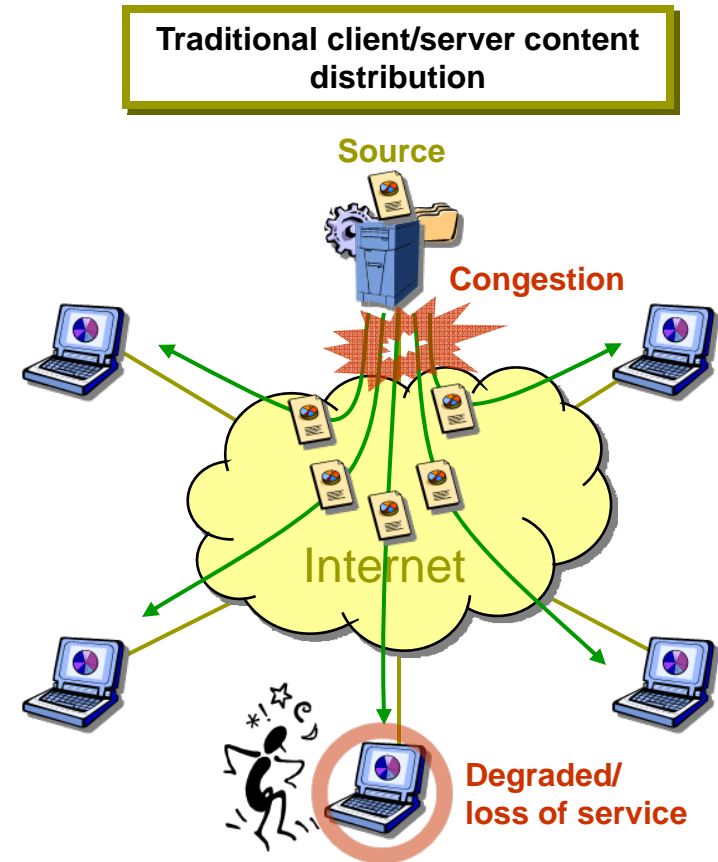 Traditional client/server content
distribution
Source
Congestion
Internet
*!
Degraded/
loss of service